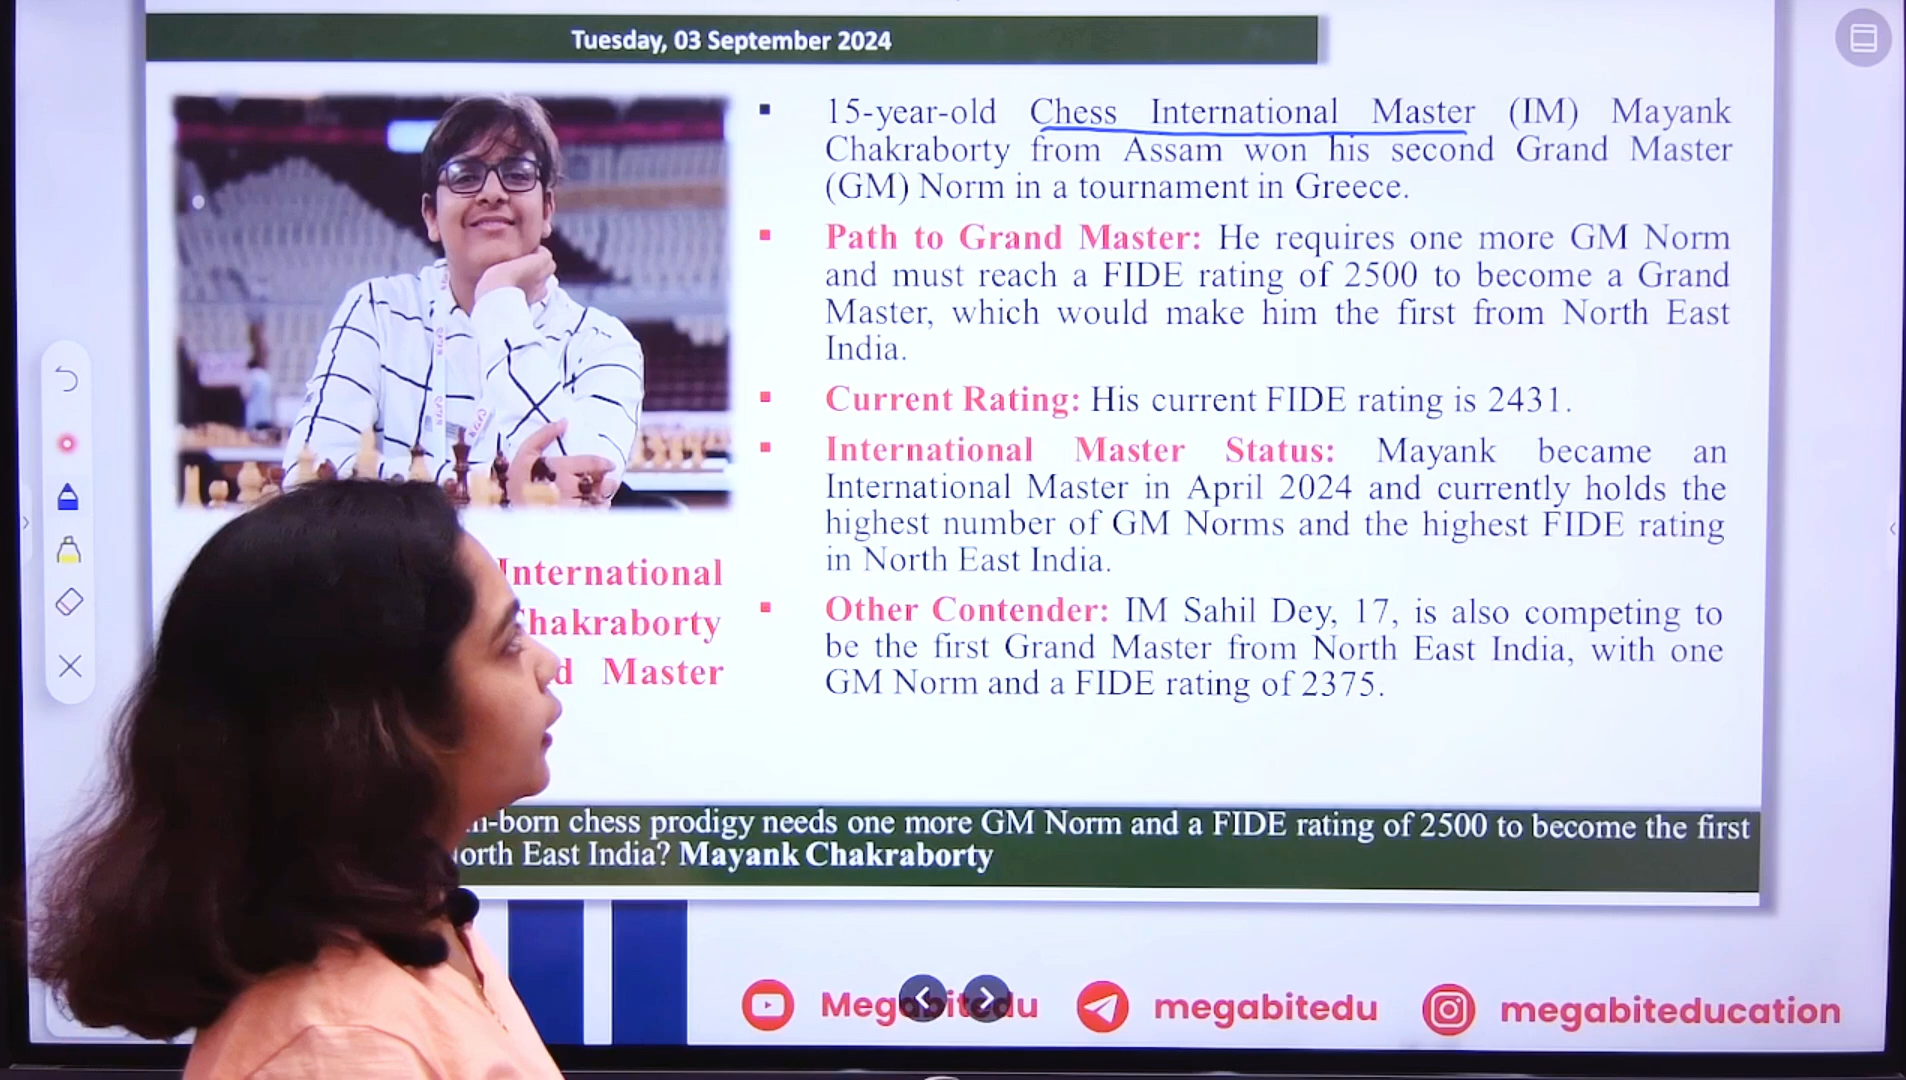 Tuesday, 03 September 2024
15-year-old Chess International Master (IM) Mayank
Chakraborty from Assam won his second Grand Master
(GM) Norm in a tournament in Greece.
Path to Grand Master: He requires one more GM Norm
and must reach a FIDE rating of 2500 to become a Grand
Master, which would make him the first from North East
India.
Current Rating: His current FIDE rating is 2431.
International Master Status: Mayank became an
International Master in April 2024 and currently holds the
highest number of GM Norms and the highest FIDE rating
in North East India.
Other Contender: IM Sahil Dey, 17, is also competing to
be the first Grand Master from North East India, with one
GM Norm and a FIDE rating of 2375.
International
Chakraborty
Master
-born chess prodigy needs one more GM Norm and a FIDE rating of 2500 to become the first
North East India? Mayank Chakraborty
Megabitedu
megabitedu
megabiteducation